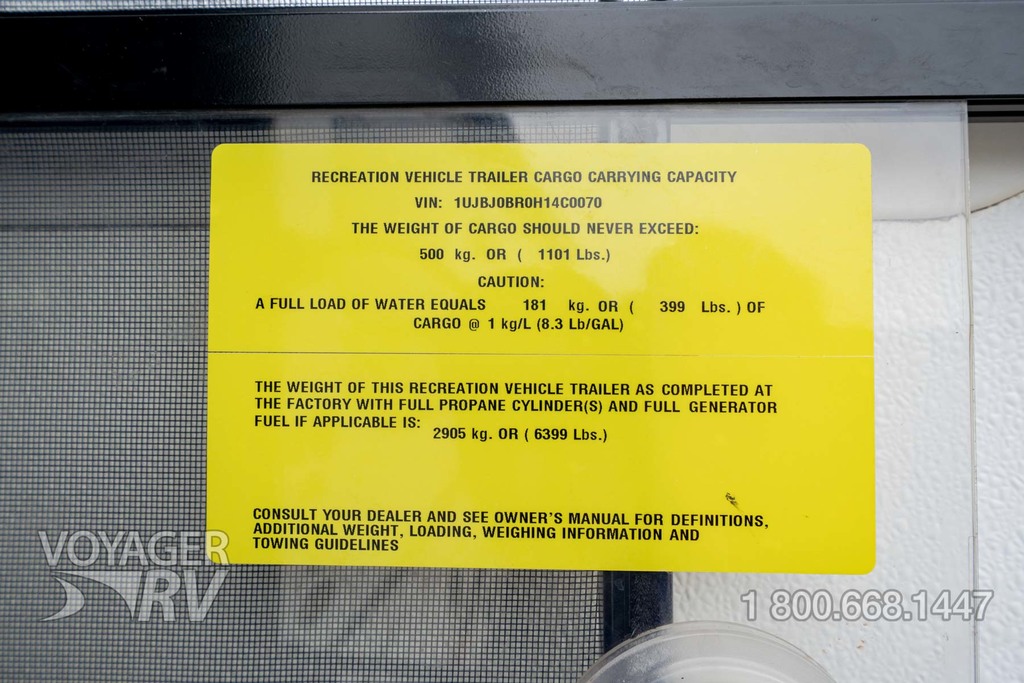 RECREATION VEHICLE TRAILER CARGO CARRYING CAPACITY
VIN: 1UJBJ0BR0H14C0070
THE WEIGHT OF CARGO SHOULD NEVER EXCEED:
500 kg. OR ( 1101 Lbs.)
CAUTION:
A FULL LOAD OF WATER EQUALS 181 kg. OR ( 399 Lbs. ) OF
CARGO @ 1 kg/L (8.3 Lb/GAL)
THE WEIGHT OF THIS RECREATION VEHICLE TRAILER AS COMPLETED AT
THE FACTORY WITH FULL PROPANE CYLINDER(S) AND FULL GENERATOR
FUEL IF APPLICABLE IS:
2905 kg. OR ( 6399 Lbs.)
CONSULT YOUR DEALER AND SEE OWNER'S MANUAL FOR DEFINITIONS,
ADDITIONAL WEIGHT, LOADING, WEIGHING INFORMATION AND
TOWING GUIDELINES
VOYAGER
RV
1 800.668.1447